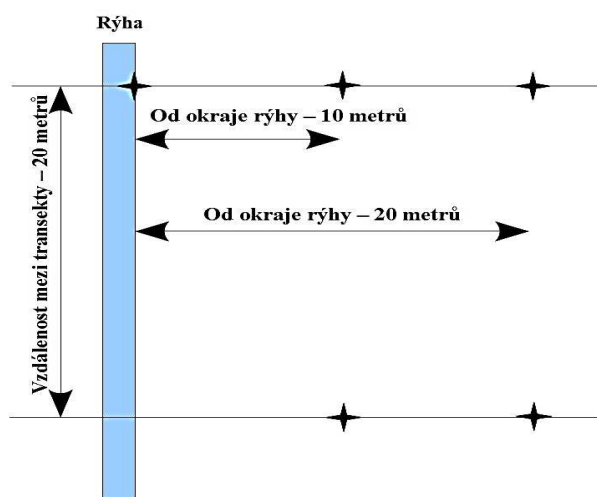 Rýha
Od okraje rýhy – 10 metrů
Od okraje rýhy – 20 metrů
Vzdálenost mezi transekty – 20 metrů